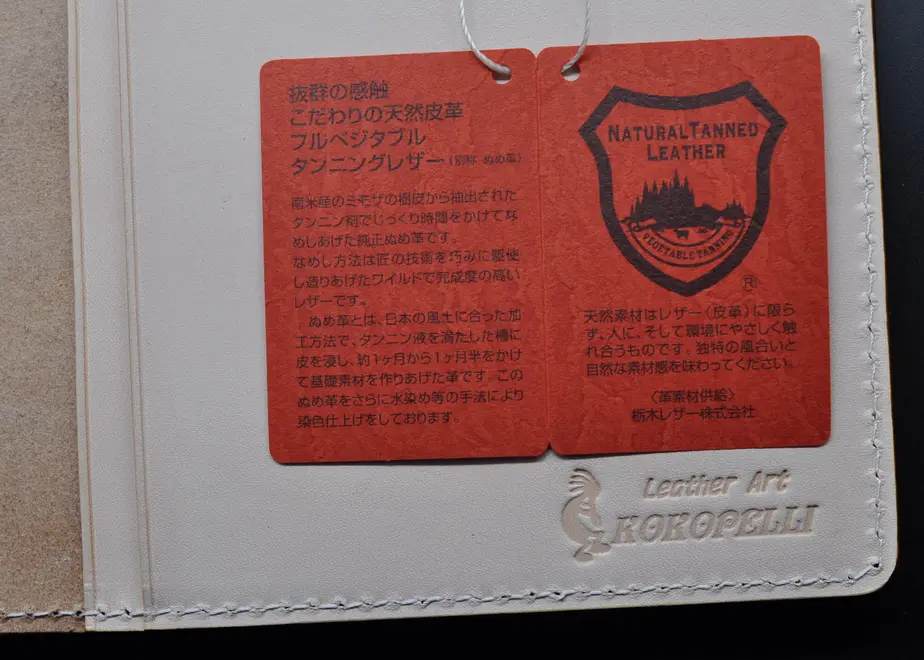 抜群の感触
こだわりの天然皮革
フルベジタブル
タンニングレザー(別称 ぬめ革)
南米産のミモザの樹皮から抽出された
タンニン剤でじっくり時間をかけてな
めしあげた純正ぬめ革です。
なめし方法は匠の技術を巧みに駆使
し造りあげたワイルドで完成度の高い
レザーです。
ぬめ革とは、日本の風土に合った加
工方法で、タンニン液を満たした槽に
皮を浸し、約1ヶ月から1ヶ月半をかけ
て基礎素材を作りあげた革です。この
ぬめ革をさらに水染め等の手法により
染色仕上げをしております。
NATURAL TANNED
LEATHER
VEGETABLE TANNING
®
天然素材はレザー(皮革)に限ら
ず、人に、そして環境にやさしく触
れ合うものです。独特の風合いと
自然な素材感を味わってください。
〈革素材供給〉
栃木レザー株式会社
Leather Art
KOKOPELLI